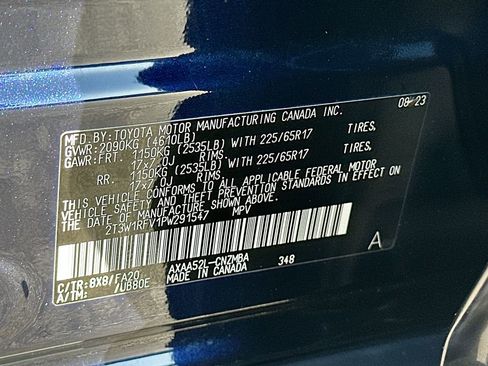 MFD.BY:TOYOTA MOTOR MANUFACTURING CANADA INC. 08/23
GVWR:2090KG (4610LB)
GAWR:FRT. 1150KG (2535LB) WITH 225/65R17 TIRES,
17x7.0J RIMS,
RR. 1150KG (2535LB) WITH 225/65R17 TIRES,
17x7.0J RIMS.
THIS VEHICLE CONFORMS TO ALL APPLICABLE FEDERAL MOTOR
VEHICLE SAFETY AND THEFT PREVENTION STANDARDS IN EFFECT ON
THE DATE OF MANUFACTURE SHOWN ABOVE.
2T3W1RFV1PW291547 MPV
A
C/TR:8X8/FA20 AXAA52L-CNZMBA 348
A/TM: /UB80E MADE IN CANADA